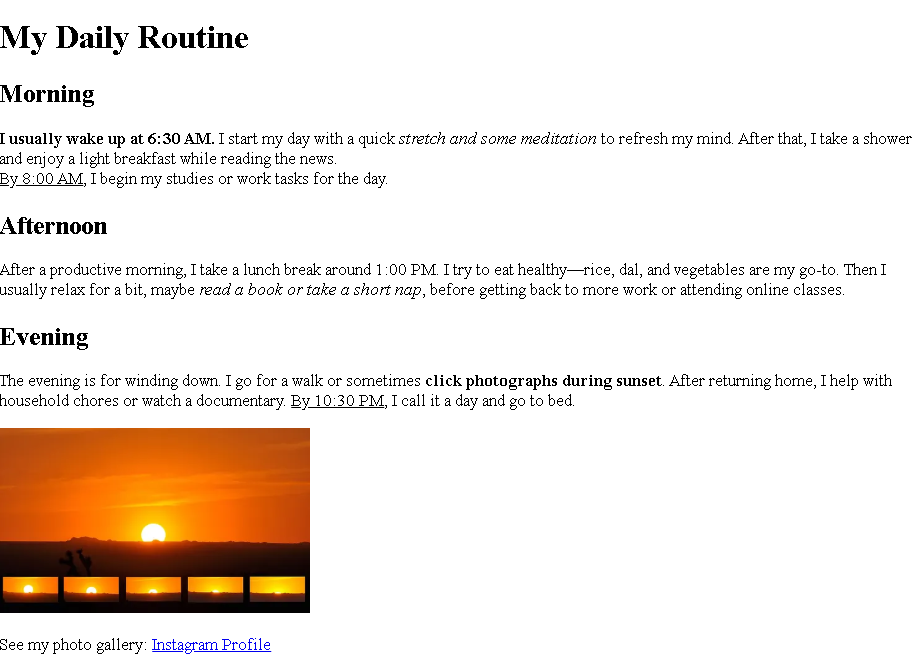 My Daily Routine
Morning
I usually wake up at 6:30 AM. I start my day with a quick stretch and some meditation to refresh my mind. After that, I take a shower
and enjoy a light breakfast while reading the news.
By 8:00 AM, I begin my studies or work tasks for the day.
Afternoon
After a productive morning, I take a lunch break around 1:00 PM. I try to eat healthy—rice, dal, and vegetables are my go-to. Then I
usually relax for a bit, maybe read a book or take a short nap, before getting back to more work or attending online classes.
Evening
The evening is for winding down. I go for a walk or sometimes click photographs during sunset. After returning home, I help with
household chores or watch a documentary. By 10:30 PM, I call it a day and go to bed.
See my photo gallery: Instagram Profile